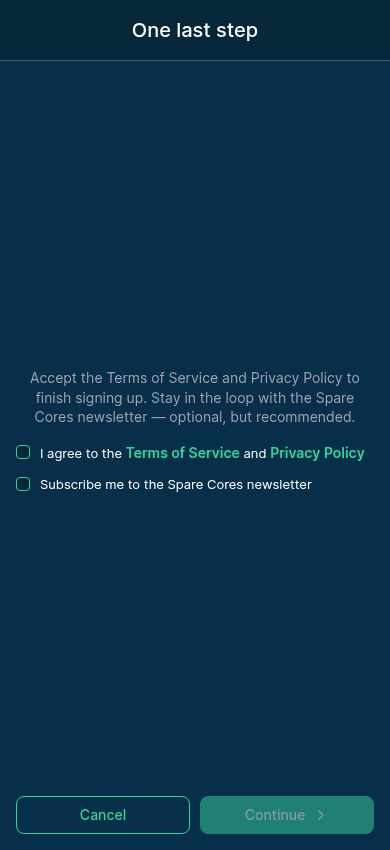 One last step
Accept the Terms of Service and Privacy Policy to
finish signing up. Stay in the loop with the Spare
Cores newsletter — optional, but recommended.
I agree to the Terms of Service and Privacy Policy
Subscribe me to the Spare Cores newsletter
Cancel
Continue